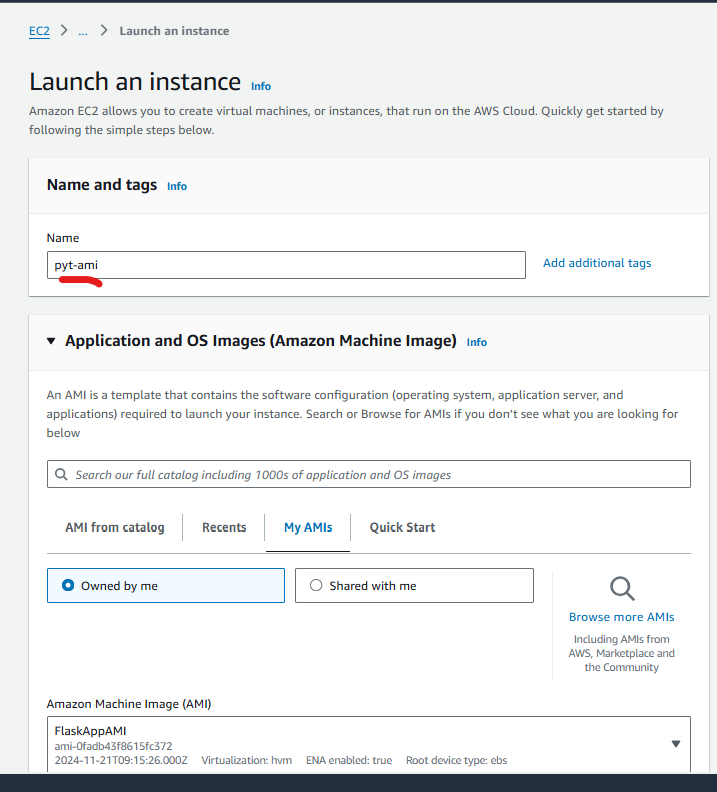 EC2 > ... > Launch an instance
Launch an instance Info
Amazon EC2 allows you to create virtual machines, or instances, that run on the AWS Cloud. Quickly get started by
following the simple steps below.
Name and tags Info
Name
pyt-ami
Add additional tags
Application and OS Images (Amazon Machine Image) Info
An AMI is a template that contains the software configuration (operating system, application server, and
applications) required to launch your instance. Search or Browse for AMIs if you don't see what you are looking for
below
Search our full catalog including 1000s of application and OS images
AMI from catalog Recents My AMIs Quick Start
Owned by me Shared with me
Browse more AMIs
Including AMIs from
AWS, Marketplace and
the Community
Amazon Machine Image (AMI)
FlaskAppAMI
ami-0fadb43f8615fc372
2024-11-21T09:15:26.000Z Virtualization: hvm ENA enabled: true Root device type: ebs